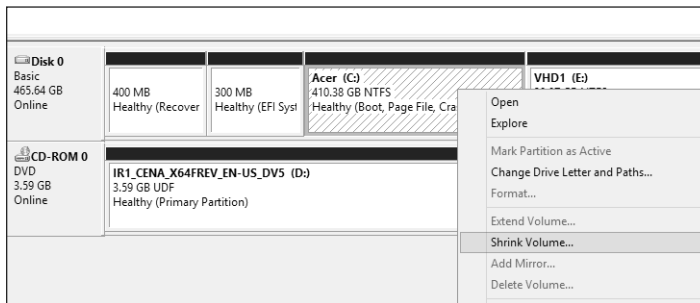 Disk 0
Basic
465.64 GB
Online
400 MB
Healthy (Recover
300 MB
Healthy (EFI Syst
Acer (C:)
410.38 GB NTFS
Healthy (Boot, Page File, Cra
VHD1 (E:)
Open
Explore
Mark Partition as Active
Change Drive Letter and Paths...
Format...
Extend Volume...
Shrink Volume...
Add Mirror...
Delete Volume...
CD-ROM 0
DVD
3.59 GB
Online
IR1_CENA_X64FREV_EN-US_DV5 (D:)
3.59 GB UDF
Healthy (Primary Partition)